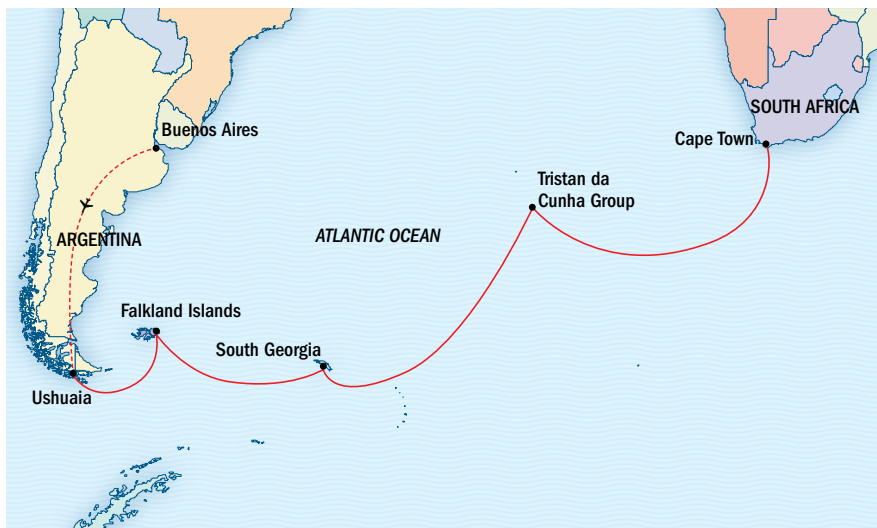 SOUTH AFRICA
Buenos Aires
Cape Town
Tristan da
Cunha Group
ARGENTINA
ATLANTIC OCEAN
Falkland Islands
South Georgia
Ushuaia